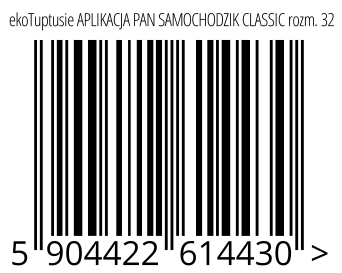 ekoTuptusie APLIKACJA PAN SAMOCHODZIK CLASSIC rozm. 32
5 904422 614430 >